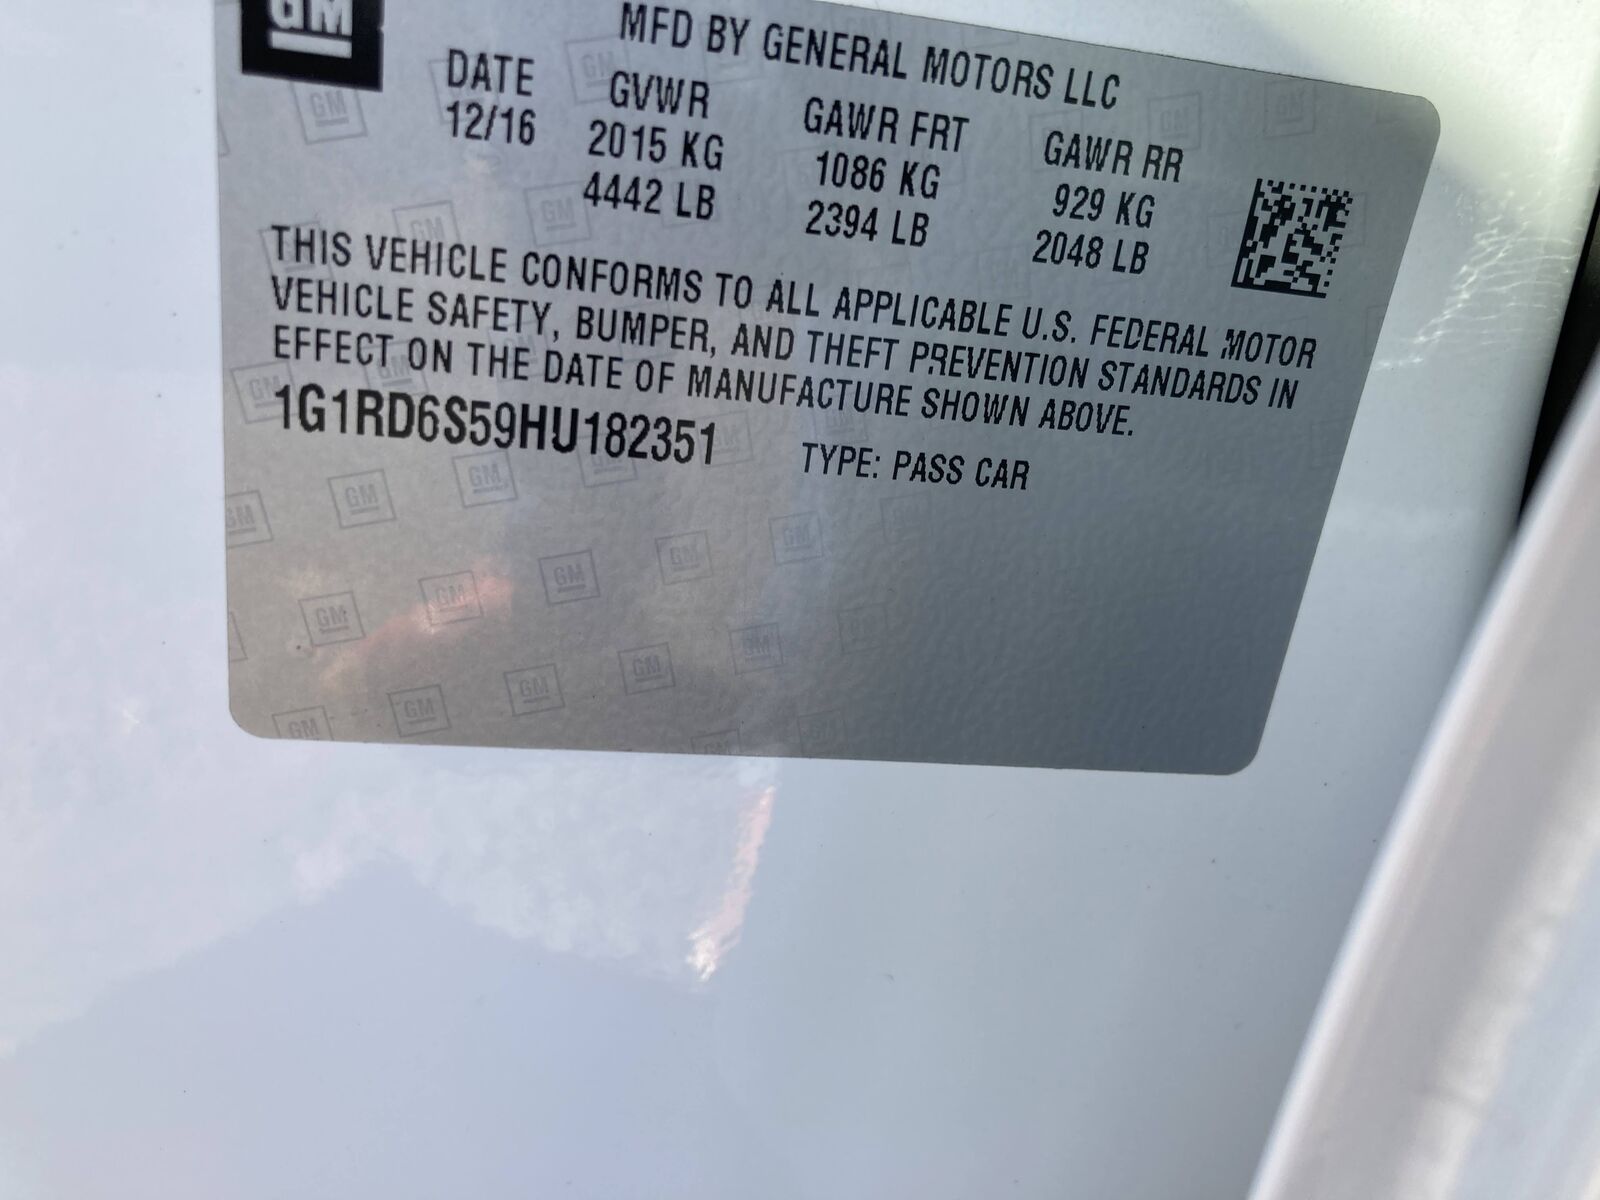 GM
MFD BY GENERAL MOTORS LLC
DATE GVWR GAWR FRT GAWR RR
12/16 2015 KG 1086 KG 929 KG
4442 LB 2394 LB 2048 LB
THIS VEHICLE CONFORMS TO ALL APPLICABLE U.S. FEDERAL MOTOR
VEHICLE SAFETY, BUMPER, AND THEFT PREVENTION STANDARDS IN
EFFECT ON THE DATE OF MANUFACTURE SHOWN ABOVE.
1G1RD6S59HU182351 TYPE: PASS CAR